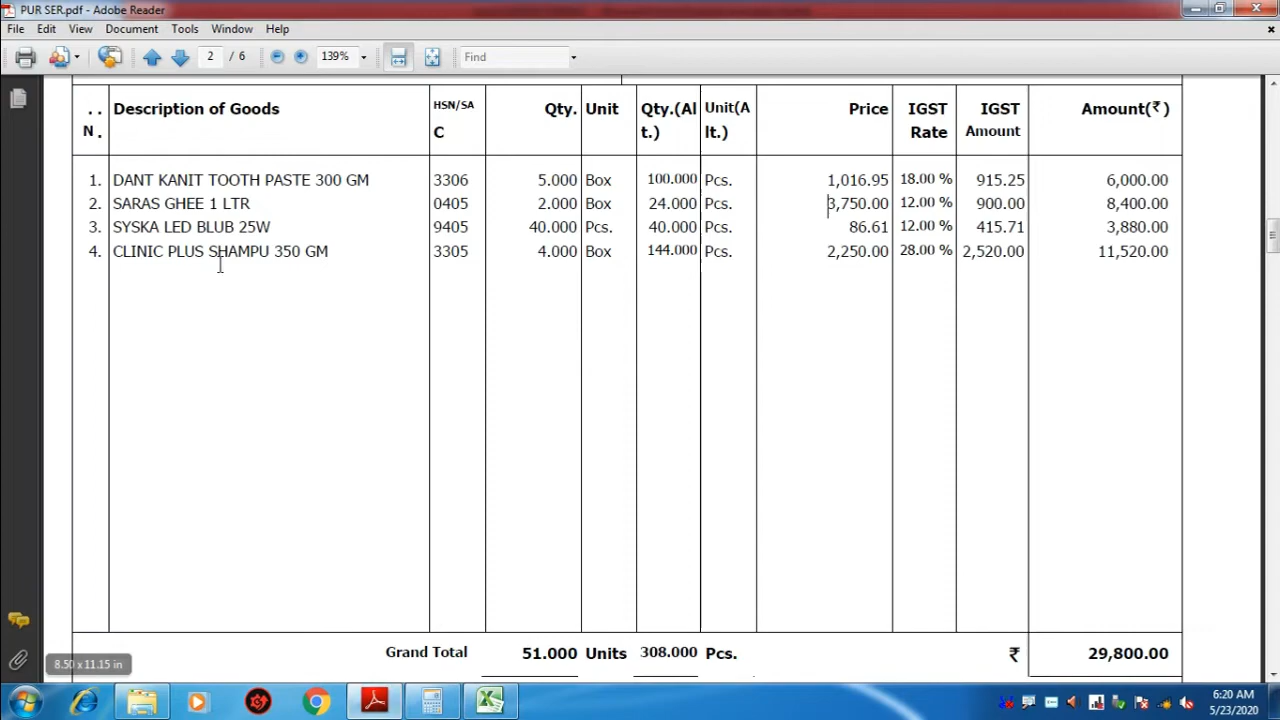 PUR SER.pdf - Adobe Reader
File Edit View Document Tools Window Help
2 / 6 139% Find
. . Description of Goods HSN/SA Qty. Unit Qty.(Al Unit(A Price IGST IGST Amount(₹)
N . C t.) lt.) Rate Amount
1. DANT KANIT TOOTH PASTE 300 GM 3306 5.000 Box 100.000 Pcs. 1,016.95 18.00 % 915.25 6,000.00
2. SARAS GHEE 1 LTR 0405 2.000 Box 24.000 Pcs. 3,750.00 12.00 % 900.00 8,400.00
3. SYSKA LED BLUB 25W 9405 40.000 Pcs. 40.000 Pcs. 86.61 12.00 % 415.71 3,880.00
4. CLINIC PLUS SHAMPU 350 GM 3305 4.000 Box 144.000 Pcs. 2,250.00 28.00 % 2,520.00 11,520.00
Grand Total 51.000 Units 308.000 Pcs. ₹ 29,800.00
8.50 x 11.15 in
6:20 AM
5/23/2020